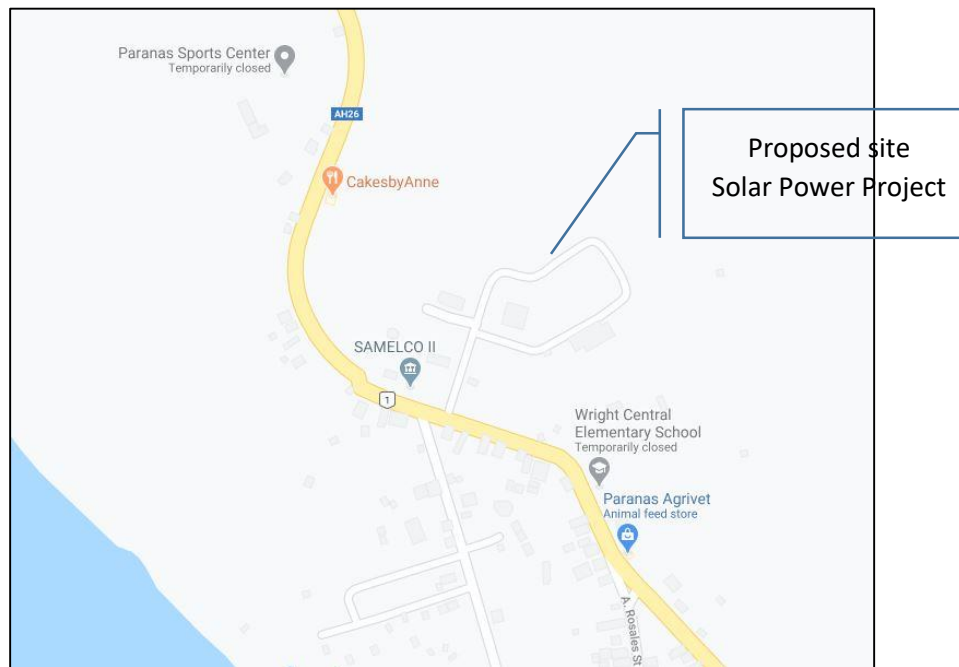 Paranas Sports Center
Temporarily closed
AH26
Proposed site
Solar Power Project
CakesbyAnne
SAMELCO II
1
Wright Central
Elementary School
Temporarily closed
Paranas Agrivet
Animal feed store
A. Rosales St